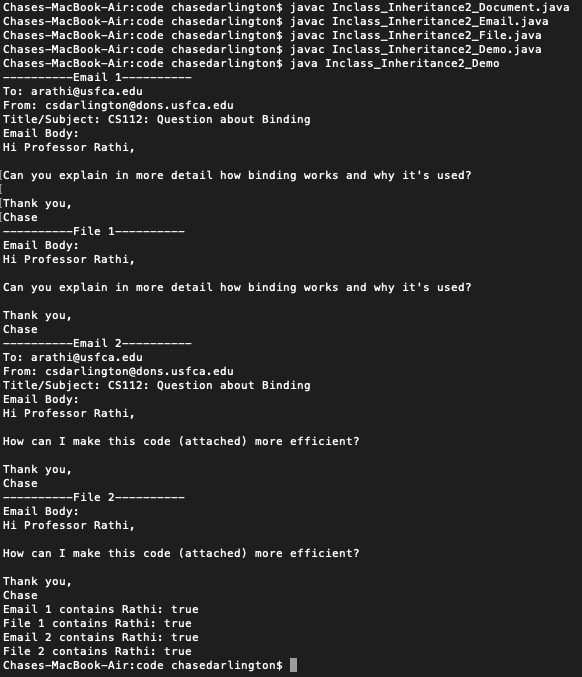 Chases-MacBook-Air:code chasedarlington$ javac Inclass_Inheritance2_Document.java
Chases-MacBook-Air:code chasedarlington$ javac Inclass_Inheritance2_Email.java
Chases-MacBook-Air:code chasedarlington$ javac Inclass_Inheritance2_File.java
Chases-MacBook-Air:code chasedarlington$ javac Inclass_Inheritance2_Demo.java
Chases-MacBook-Air:code chasedarlington$ java Inclass_Inheritance2_Demo
----------Email 1----------
To: arathi@usfca.edu
From: csdarlington@dons.usfca.edu
Title/Subject: CS112: Question about Binding
Email Body:
Hi Professor Rathi,

[Can you explain in more detail how binding works and why it's used?
[
[Thank you,
[Chase
----------File 1----------
Email Body:
Hi Professor Rathi,

Can you explain in more detail how binding works and why it's used?

Thank you,
Chase
----------Email 2----------
To: arathi@usfca.edu
From: csdarlington@dons.usfca.edu
Title/Subject: CS112: Question about Binding
Email Body:
Hi Professor Rathi,

How can I make this code (attached) more efficient?

Thank you,
Chase
----------File 2----------
Email Body:
Hi Professor Rathi,

How can I make this code (attached) more efficient?

Thank you,
Chase
Email 1 contains Rathi: true
File 1 contains Rathi: true
Email 2 contains Rathi: true
File 2 contains Rathi: true
Chases-MacBook-Air:code chasedarlington$